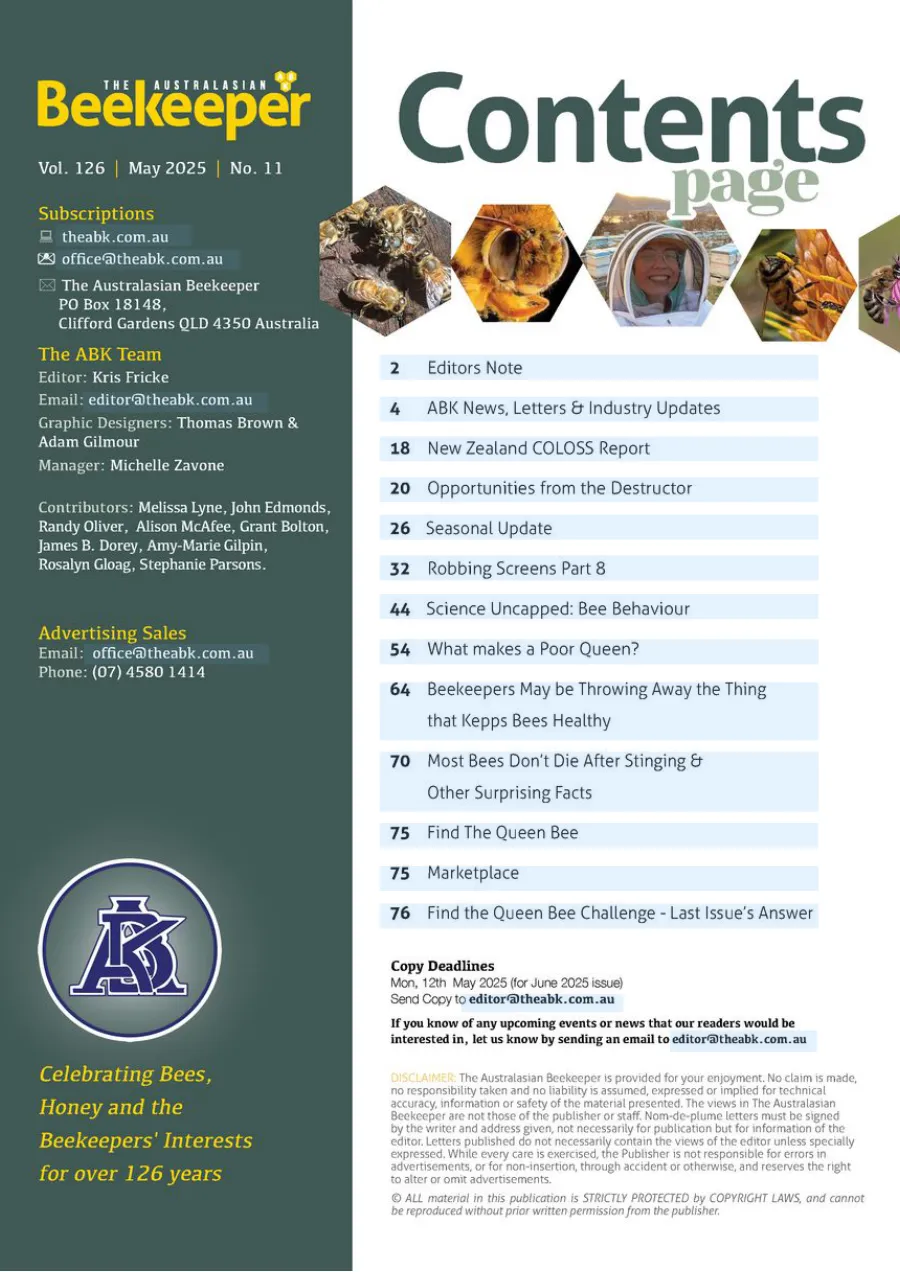 THE AUSTRALASIAN
ABK
Beekeeper
Vol. 126 | May 2025 | No. 11
Subscriptions
theabk.com.au
office@theabk.com.au
The Australasian Beekeeper
PO Box 18148,
Clifford Gardens QLD 4350 Australia
The ABK Team
Editor: Kris Fricke
Email: editor@theabk.com.au
Graphic Designers: Thomas Brown &
Adam Gilmour
Manager: Michelle Zavone
Contributors: Melissa Lyne, John Edmonds,
Randy Oliver, Alison McAfee, Grant Bolton,
James B. Dorey, Amy-Marie Gilpin,
Rosalyn Gloag, Stephanie Parsons.
Advertising Sales
Email: office@theabk.com.au
Phone: (07) 4580 1414
ABK
Celebrating Bees,
Honey and the
Beekeepers' Interests
for over 126 years
Contents
page
2 Editors Note
4 ABK News, Letters & Industry Updates
18 New Zealand COLOSS Report
20 Opportunities from the Destructor
26 Seasonal Update
32 Robbing Screens Part 8
44 Science Uncapped: Bee Behaviour
54 What makes a Poor Queen?
64 Beekeepers May be Throwing Away the Thing
that Kepps Bees Healthy
70 Most Bees Don't Die After Stinging &
Other Surprising Facts
75 Find The Queen Bee
75 Marketplace
76 Find the Queen Bee Challenge - Last Issue's Answer
Copy Deadlines
Mon, 12th May 2025 (for June 2025 issue)
Send Copy to editor@theabk.com.au
If you know of any upcoming events or news that our readers would be
interested in, let us know by sending an email to editor@theabk.com.au
DISCLAIMER: The Australasian Beekeeper is provided for your enjoyment. No claim is made,
no responsibility taken and no liability is assumed, expressed or implied for technical
accuracy, information or safety of the material presented. The views in The Australasian
Beekeeper are not those of the publisher or staff. Nom-de-plume letters must be signed
by the writer and address given, not necessarily for publication but for information of the
editor. Letters published do not necessarily contain the views of the editor unless specially
expressed. While every care is exercised, the Publisher is not responsible for errors in
advertisements, or for non-insertion, through accident or otherwise, and reserves the right
to alter or omit advertisements.
© ALL material in this publication is STRICTLY PROTECTED by COPYRIGHT LAWS, and cannot
be reproduced without prior written permission from the publisher.